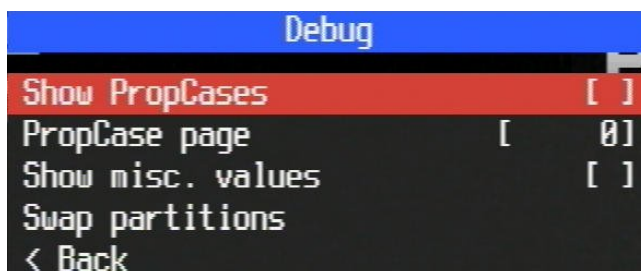 Debug
Show PropCases [ ]
PropCase page [ 0]
Show misc. values [ ]
Swap partitions
< Back